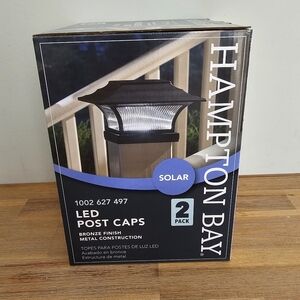 HAMPTON BAY®
SOLAR
1002 627 497
LED
POST CAPS
BRONZE FINISH
METAL CONSTRUCTION
2
PACK
TOPES PARA POSTES DE LUZ LED
Acabado en bronce
Estructura de metal